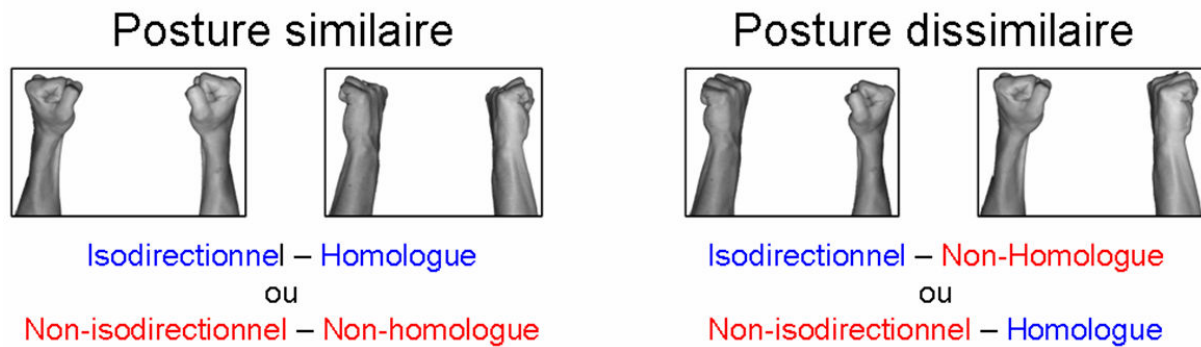 Posture similaire
Isodirectionnel – Homologue
ou
Non-isodirectionnel – Non-homologue
Posture dissimilaire
Isodirectionnel – Non-Homologue
ou
Non-isodirectionnel – Homologue